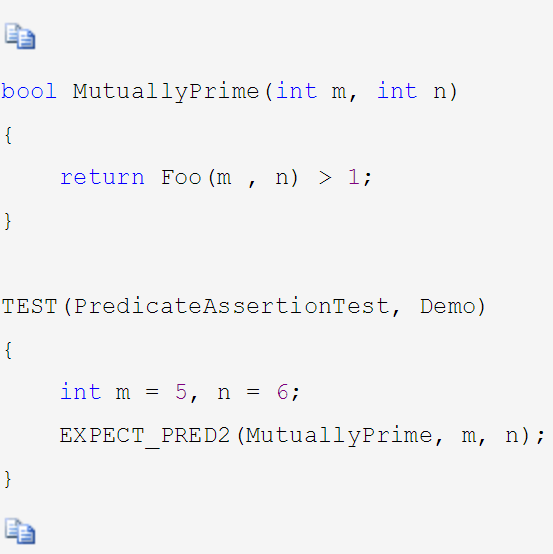 bool MutuallyPrime(int m, int n)
{
    return Foo(m , n) > 1;
}
TEST(PredicateAssertionTest, Demo)
{
    int m = 5, n = 6;
    EXPECT_PRED2(MutuallyPrime, m, n);
}